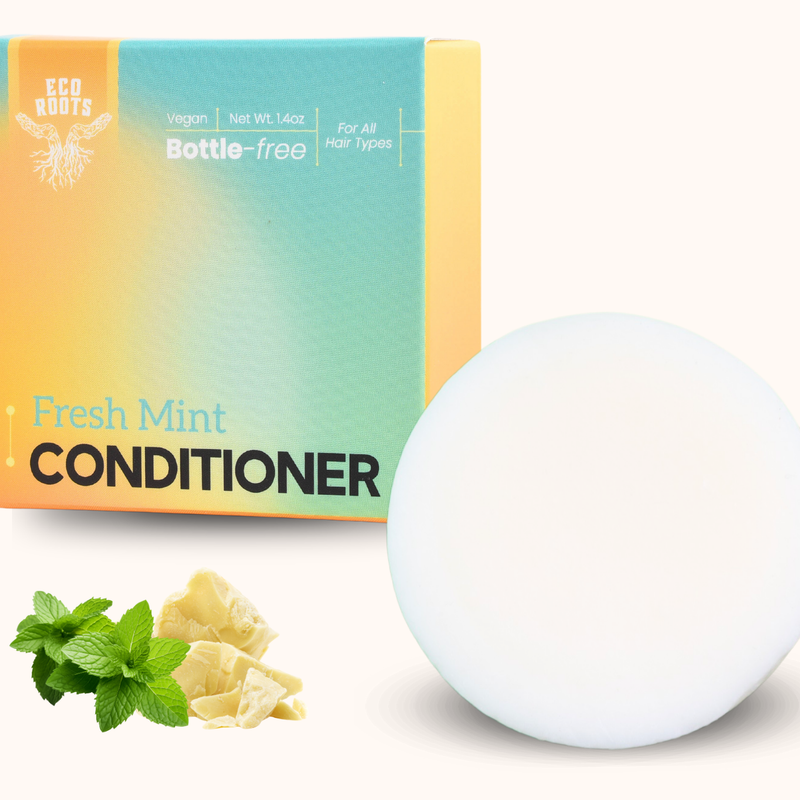 ECO
ROOTS
Vegan
Net Wt. 1.4oz
Bottle-free
For All
Hair Types
Fresh Mint
CONDITIONER